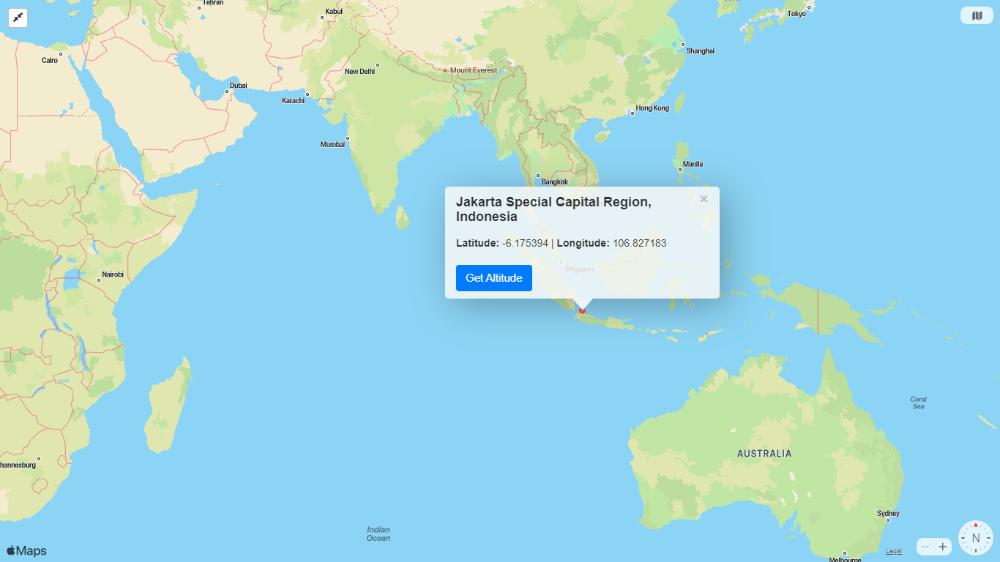 Tehran
Kabul
Tokyo
Cairo
Shanghai
New Delhi
Mount Everest
Dubai
Karachi
Hong Kong
Mumbai
Manila
Bangkok
Jakarta Special Capital Region,
Indonesia
×
Latitude: -6.175394 | Longitude: 106.827183
Singapore
Get Altitude
Nairobi
Coral
Sea
AUSTRALIA
hannesburg
Sydney
Indian
Ocean
N
Maps
Legal
Melbourne